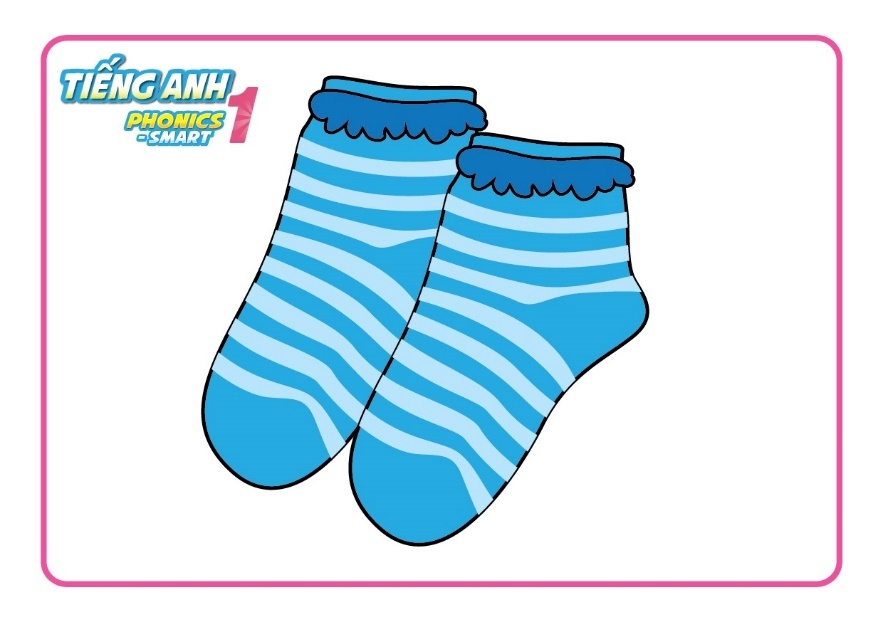 TIẾNG ANH 1
PHONICS
- SMART